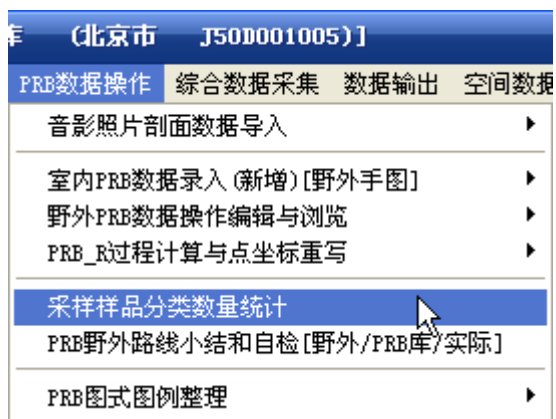 库 (北京市 J50D001005)]
PRB数据操作 综合数据采集 数据输出 空间数据
音影照片剖面数据导入
室内PRB数据录入(新增)[野外手图]
野外PRB数据操作编辑与浏览
PRB_R过程计算与点坐标重写
采样样品分类数量统计
PRB野外路线小结和自检[野外/PRB库/实际]
PRB图式图例整理